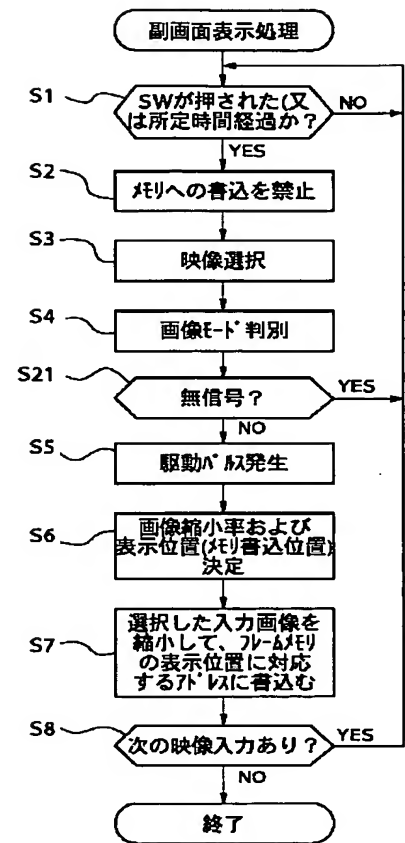 副画面表示処理
S1
SWが押された(又
は所定時間経過か?
NO
YES
S2
メモリへの書込を禁止
S3
映像選択
S4
画像モード判別
S21
無信号?
YES
NO
S5
駆動パルス発生
S6
画像縮小率および
表示位置(メモリ書込位置)
決定
S7
選択した入力画像を
縮小して、フレームメモリ
の表示位置に対応
するアドレスに書込む
S8
次の映像入力あり?
YES
NO
終了